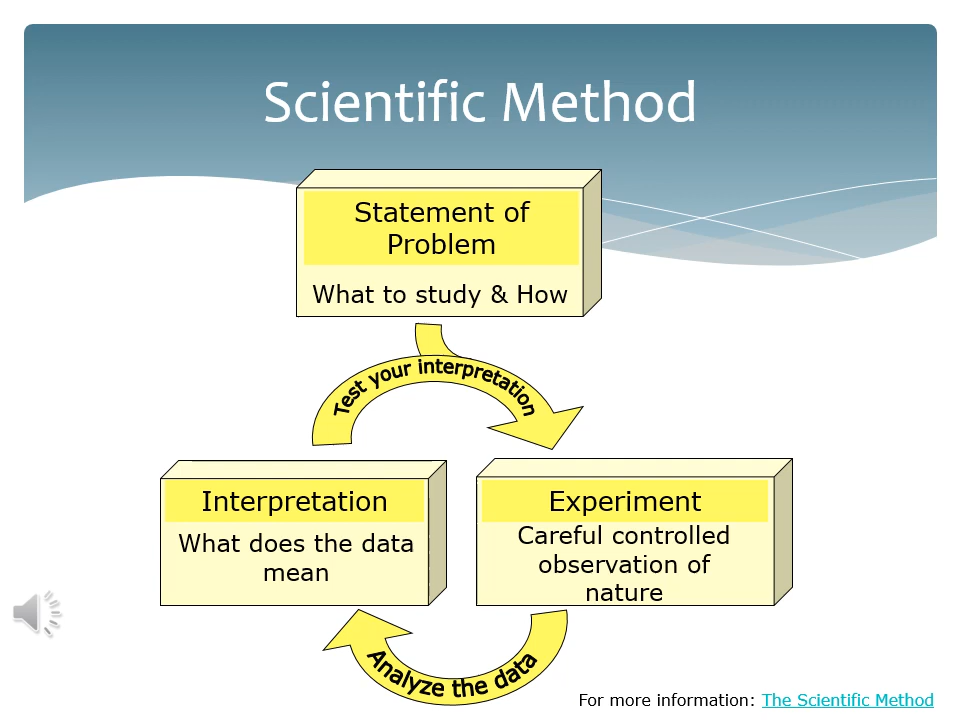 Scientific Method
Statement of
Problem
What to study & How
Test your interpretation
Interpretation
What does the data
mean
Experiment
Careful controlled
observation of
nature
Analyze the data
For more information: The Scientific Method